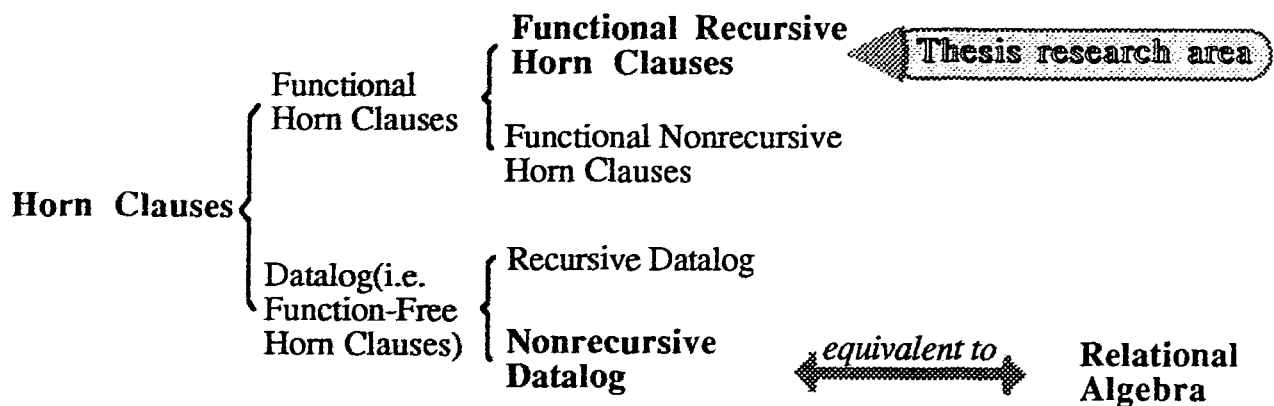 Functional Recursive
Horn Clauses
Thesis research area
Functional
Horn Clauses
Functional Nonrecursive
Horn Clauses
Horn Clauses
Datalog(i.e.
Function-Free
Horn Clauses)
Recursive Datalog
Nonrecursive
Datalog
equivalent to
Relational
Algebra